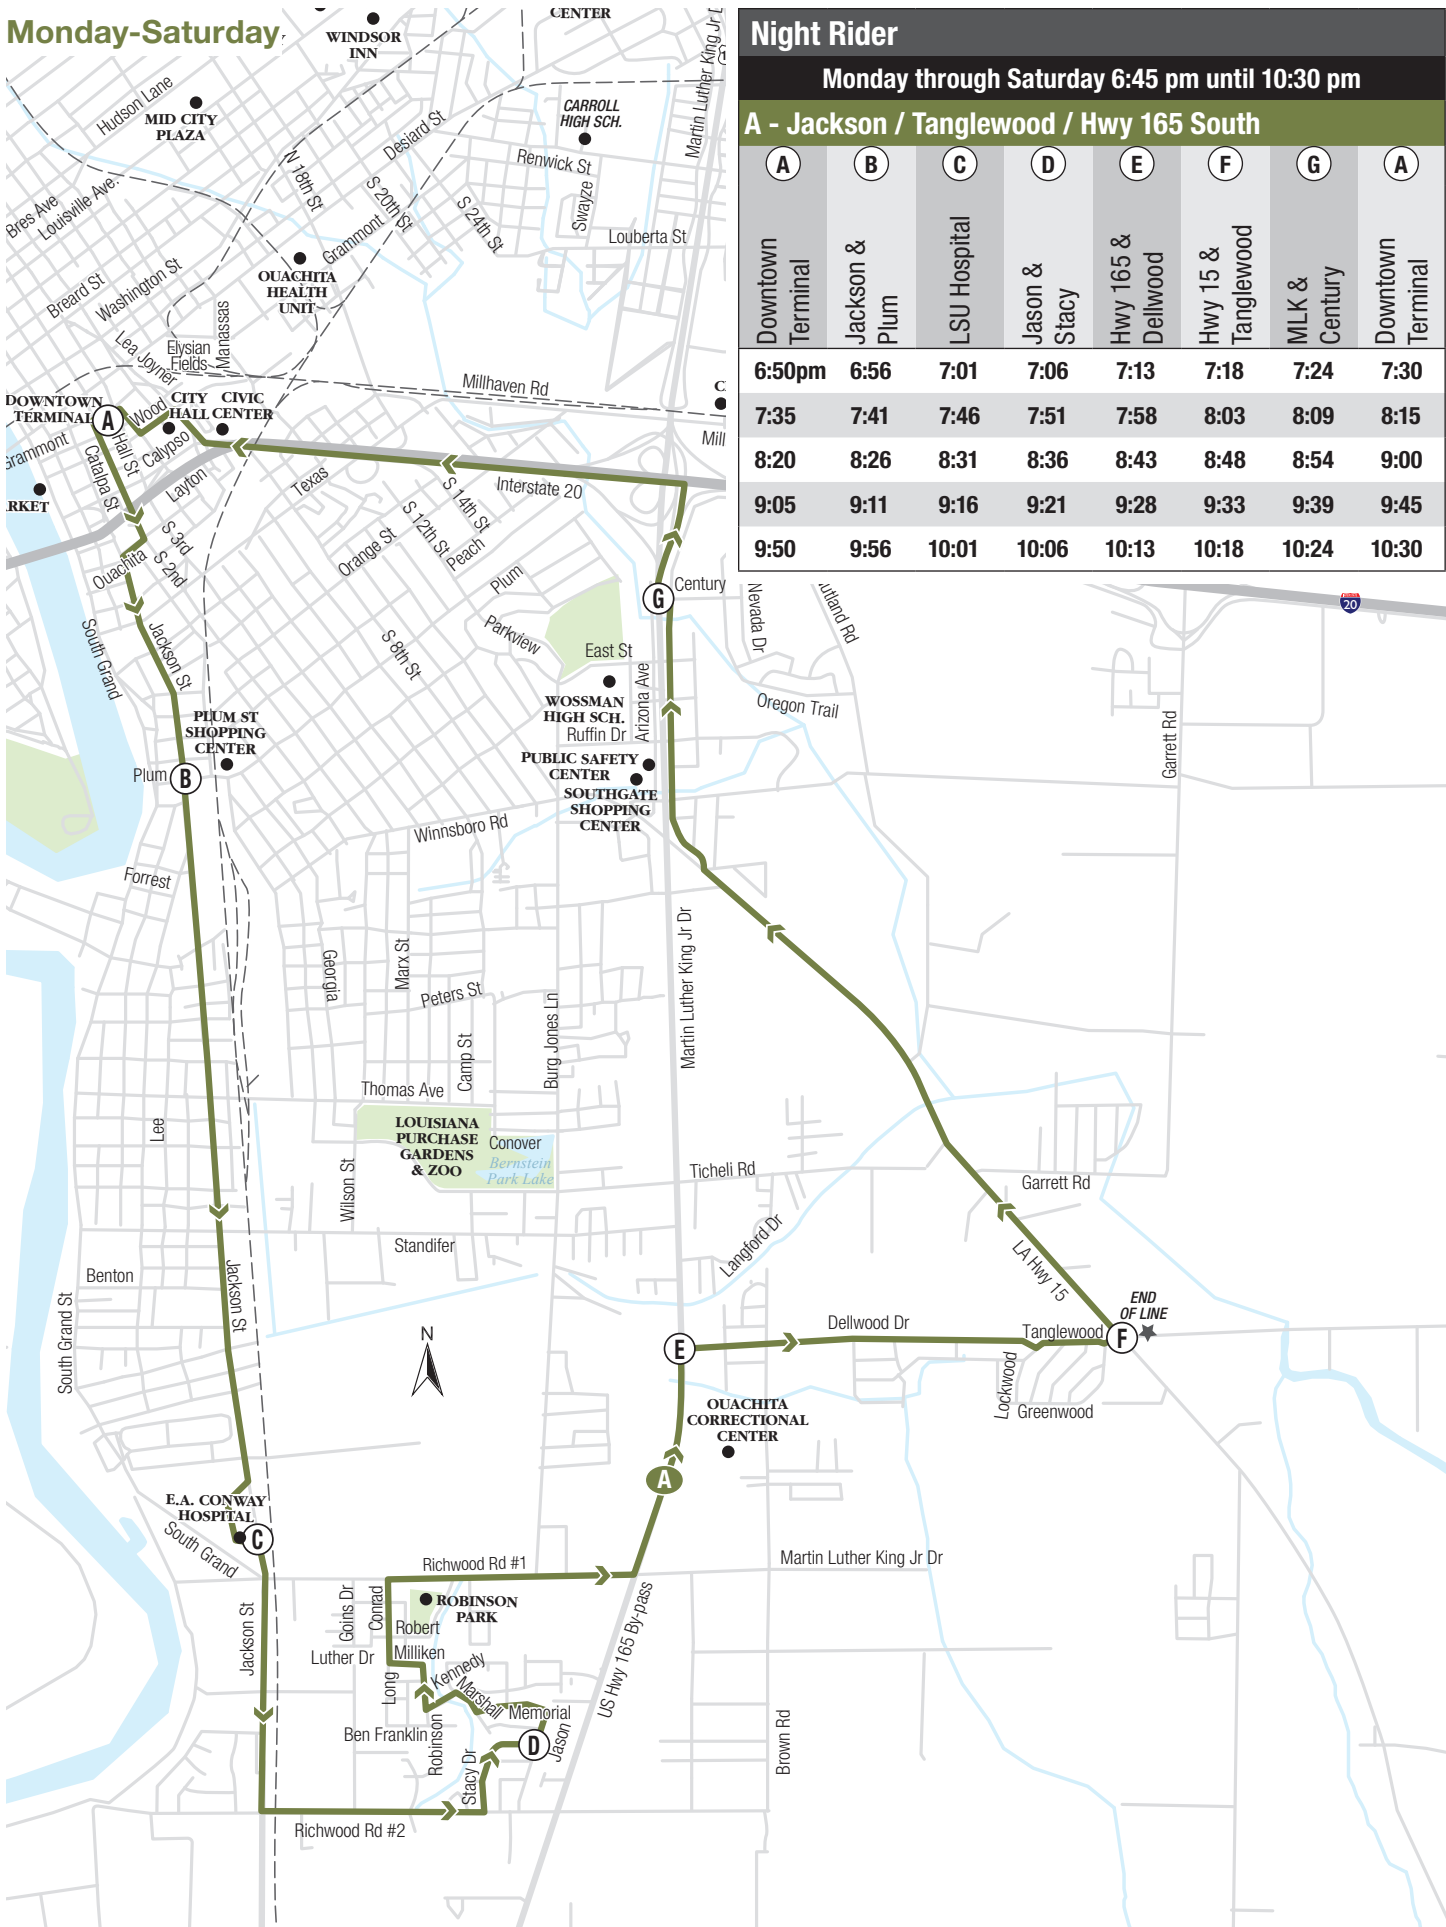 Monday-Saturday
Night Rider
Monday through Saturday 6:45 pm until 10:30 pm
A - Jackson / Tanglewood / Hwy 165 South
A B C D E F G A
Downtown
Terminal
Jackson &
Plum
LSU Hospital
Jason &
Stacy
Hwy 165 &
Dellwood
Hwy 15 &
Tanglewood
MLK &
Century
Downtown
Terminal
6:50pm 6:56 7:01 7:06 7:13 7:18 7:24 7:30
7:35 7:41 7:46 7:51 7:58 8:03 8:09 8:15
8:20 8:26 8:31 8:36 8:43 8:48 8:54 9:00
9:05 9:11 9:16 9:21 9:28 9:33 9:39 9:45
9:50 9:56 10:01 10:06 10:13 10:18 10:24 10:30
CENTER
WINDSOR
INN
Hudson Lane
MID CITY
PLAZA
CARROLL
HIGH SCH.
Martin Luther King Jr
Desiard St
Renwick St
N 18th St
S 20th St
S 24th St
Swayze
Louberta St
Bres Ave
Louisville Ave.
Grammont
OUACHITA
HEALTH
UNIT
Breard St
Washington St
Lea Joyner
Elysian
Fields
Manassas
Millhaven Rd
DOWNTOWN
TERMINAL
A
Wood
CITY
HALL
CIVIC
CENTER
Hall St
Calypso
Grammont
Catalpa St
Layton
Texas
Interstate 20
Mill
RKET
S 3rd
S 2nd
Ouachita
Orange St
S 12th St
S 14th St
Peach
Plum
G
Century
Nevada Dr
utland Rd
20
South Grand
Jackson St
S 8th St
Parkview
East St
Arizona Ave
WOSSMAN
HIGH SCH.
Ruffin Dr
Oregon Trail
Garrett Rd
PLUM ST
SHOPPING
CENTER
Plum
B
PUBLIC SAFETY
CENTER
SOUTHGATE
SHOPPING
CENTER
Winnsboro Rd
Forrest
Georgia
Marx St
Peters St
Martin Luther King Jr Dr
Burg Jones Ln
Camp St
Thomas Ave
Lee
LOUISIANA
PURCHASE
GARDENS
& ZOO
Conover
Bernstein
Park Lake
Wilson St
Ticheli Rd
Garrett Rd
Standifer
Langford Dr
LA Hwy 15
Benton
South Grand St
Jackson St
N
END
OF LINE
E
Dellwood Dr
Tanglewood
F
Lockwood
Greenwood
OUACHITA
CORRECTIONAL
CENTER
A
E.A. CONWAY
HOSPITAL
C
South Grand
Richwood Rd #1
Martin Luther King Jr Dr
Goins Dr
Conrad
ROBINSON
PARK
Robert
Jackson St
Luther Dr
Milliken
Long
Kennedy
Marshall
Memorial
US Hwy 165 By-pass
Ben Franklin
Robinson
D
Jason
Stacy Dr
Brown Rd
Richwood Rd #2